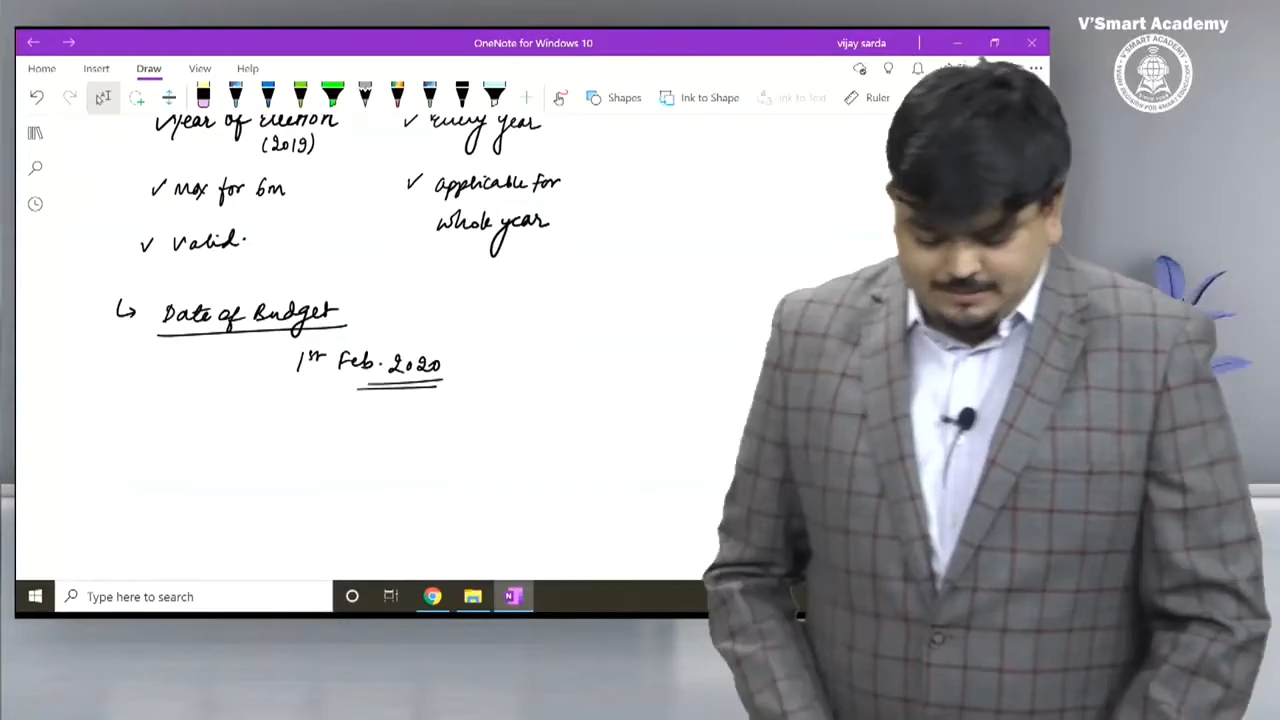 V'Smart Academy
OneNote for Windows 10
vijay sarda
Home Insert Draw View Help
Shapes Ink to Shape Ink to Text Ruler
✓ Year of Election ✓ Every year
(2019)
✓ Max for 6m ✓ Applicable for
whole year
✓ Valid.
↳ Date of Budget
1st Feb. 2020
Type here to search